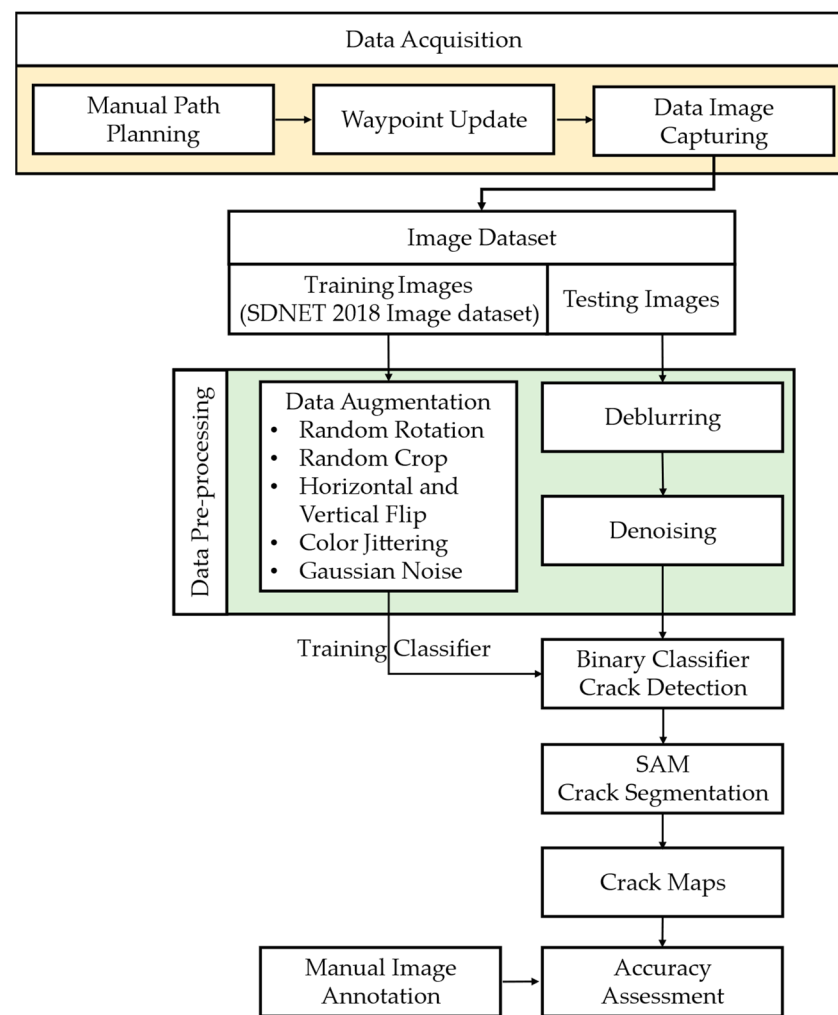 Data Acquisition
Manual Path
Planning
Waypoint Update
Data Image
Capturing
Image Dataset
Training Images
(SDNET 2018 Image dataset)
Testing Images
Data Pre-processing
Data Augmentation
• Random Rotation
• Random Crop
• Horizontal and
Vertical Flip
• Color Jittering
• Gaussian Noise
Deblurring
Denoising
Training Classifier
Binary Classifier
Crack Detection
SAM
Crack Segmentation
Crack Maps
Manual Image
Annotation
Accuracy
Assessment